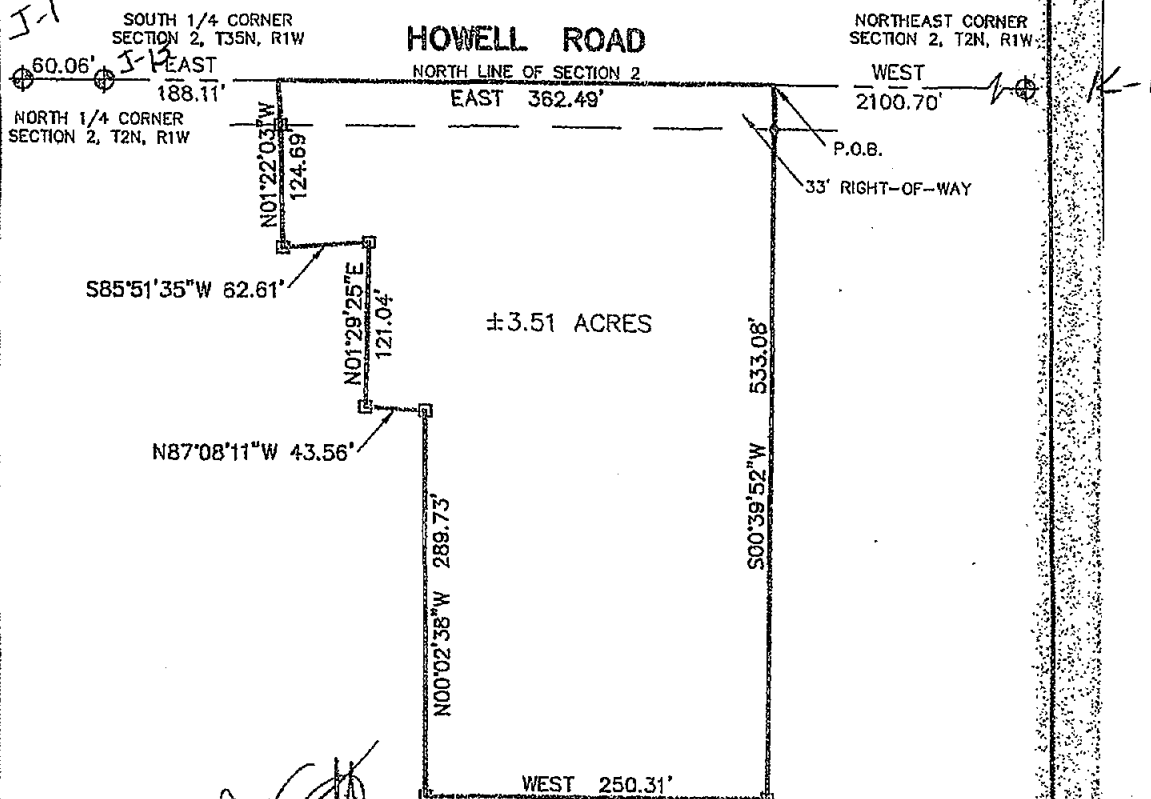 J-1
SOUTH 1/4 CORNER
SECTION 2, T35N, R1W
HOWELL ROAD
NORTHEAST CORNER
SECTION 2, T2N, R1W
60.06'
EAST
188.11'
NORTH LINE OF SECTION 2
EAST 362.49'
WEST
2100.70'
NORTH 1/4 CORNER
SECTION 2, T2N, R1W
P.O.B.
33' RIGHT-OF-WAY
N01°22'03"W
124.69'
S85°51'35"W 62.61'
N01°29'25"E
121.04'
±3.51 ACRES
S00°39'52"W 533.08'
N87°08'11"W 43.56'
N00°02'38"W 289.73'
WEST 250.31'